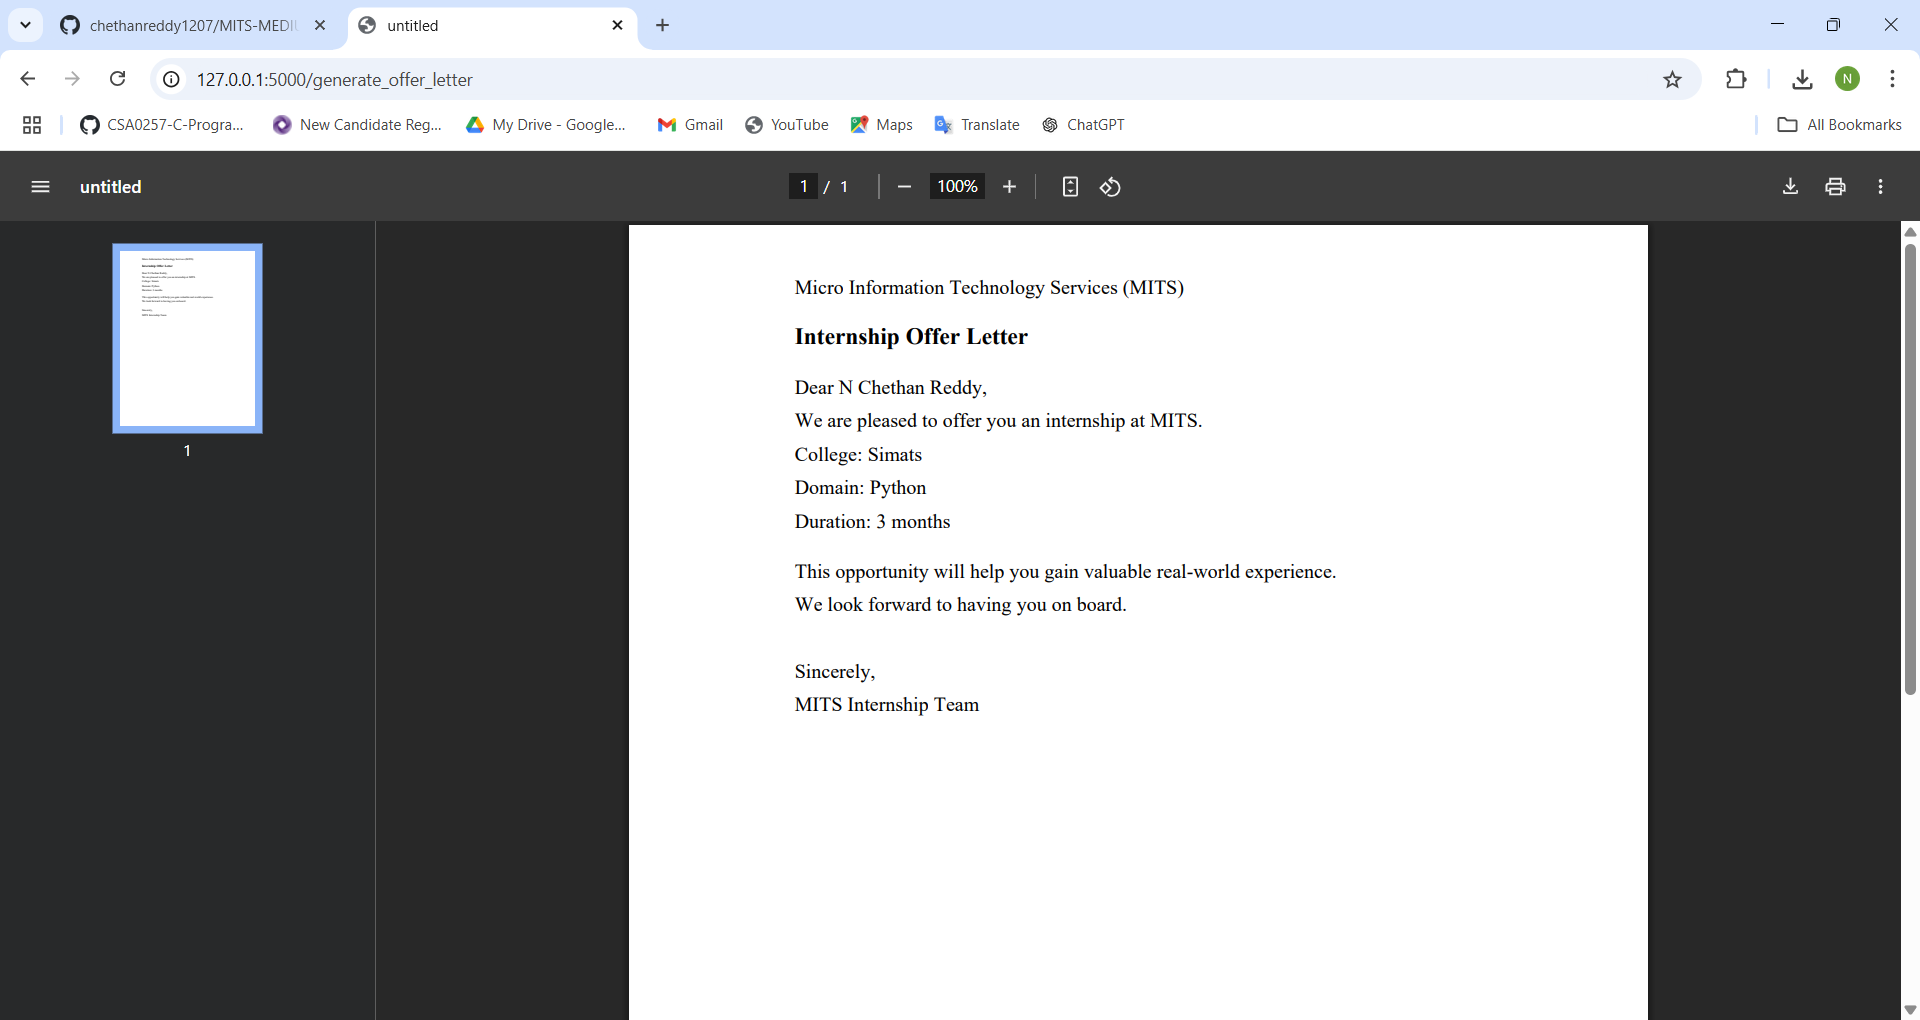 chethanreddy1207/MITS-MEDI
untitled
127.0.0.1:5000/generate_offer_letter
N
CSA0257-C-Progra...
New Candidate Reg...
My Drive - Google...
Gmail
YouTube
Maps
Translate
ChatGPT
All Bookmarks
untitled
1 / 1
100%
1
Micro Information Technology Services (MITS)
Internship Offer Letter
Dear N Chethan Reddy,
We are pleased to offer you an internship at MITS.
College: Simats
Domain: Python
Duration: 3 months
This opportunity will help you gain valuable real-world experience.
We look forward to having you on board.
Sincerely,
MITS Internship Team